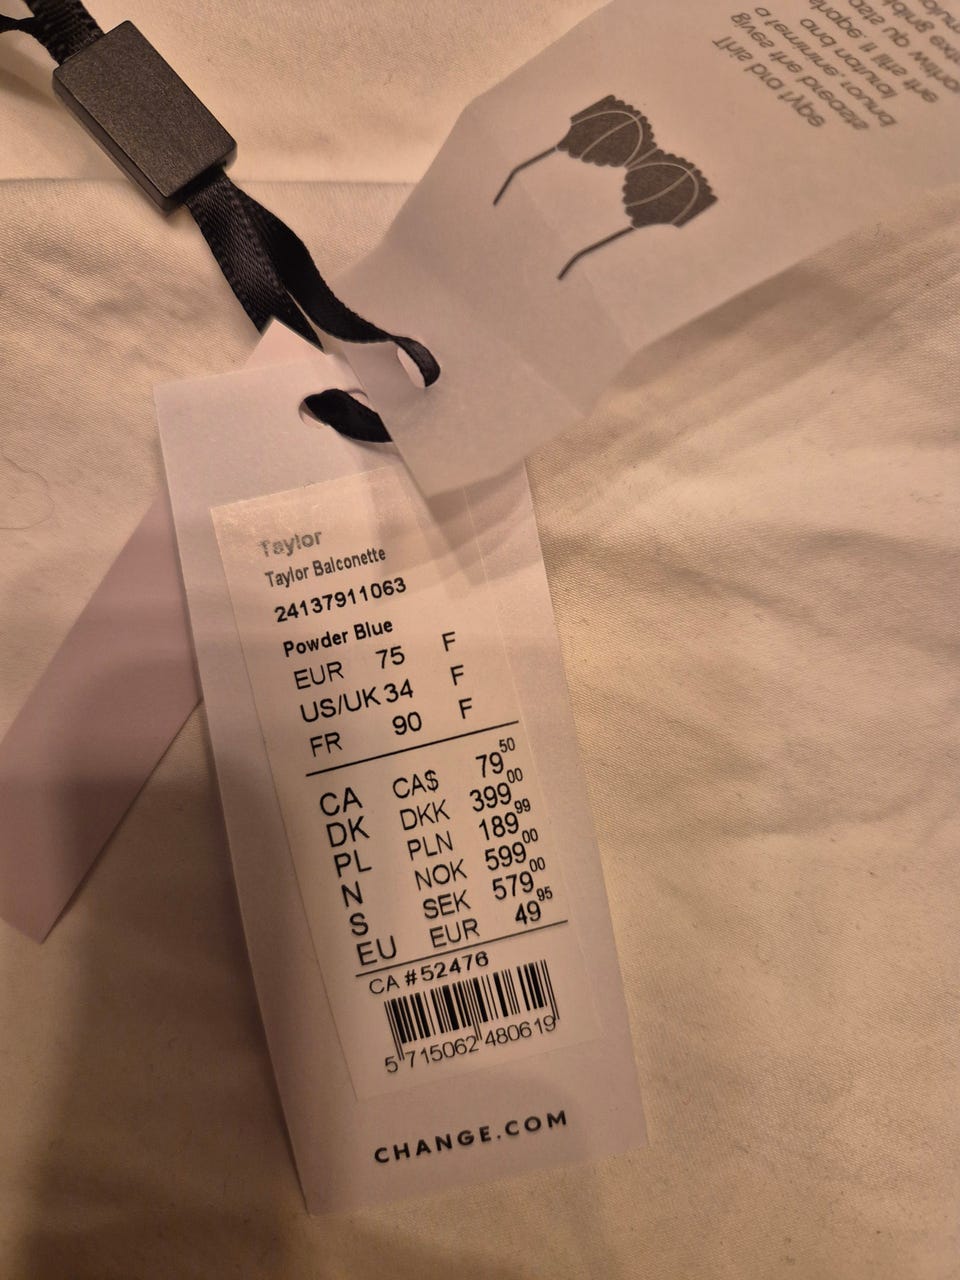 Taylor
Taylor Balconette
24137911063
Powder Blue
EUR 75 F
US/UK 34 F
FR 90 F
CA CA$ 79 50
DK DKK 399 00
PL PLN 189 99
N NOK 599 00
S SEK 579 00
EU EUR 49 95
CA #52476
5 715062 480619
CHANGE.COM